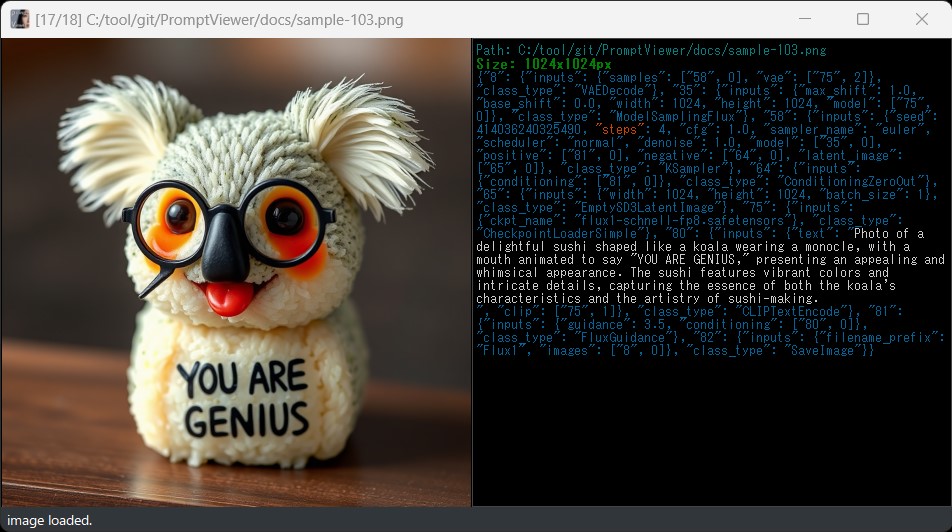 [17/18] C:/tool/git/PromptViewer/docs/sample-103.png
YOU ARE
GENIUS
Path: C:/tool/git/PromptViewer/docs/sample-103.png
Size: 1024x1024px
{"8": {"inputs": {"samples": ["58", 0], "vae": ["75", 2]},
"class_type": "VAEDecode"}, "35": {"inputs": {"max_shift": 1.0,
"base_shift": 0.0, "width": 1024, "height": 1024, "model": ["75",
0]}, "class_type": "ModelSamplingFlux"}, "58": {"inputs": {"seed":
414036240325490, "steps": 4, "cfg": 1.0, "sampler_name": "euler",
"scheduler": "normal", "denoise": 1.0, "model": ["35", 0],
"positive": ["81", 0], "negative": ["64", 0], "latent_image":
["65", 0]}, "class_type": "KSampler"}, "64": {"inputs":
{"conditioning": ["81", 0]}, "class_type": "ConditioningZeroOut"},
"65": {"inputs": {"width": 1024, "height": 1024, "batch_size": 1},
"class_type": "EmptySD3LatentImage"}, "75": {"inputs":
{"ckpt_name": "flux1-schnell-fp8.safetensors"}, "class_type":
"CheckpointLoaderSimple"}, "80": {"inputs": {"text": "Photo of a
delightful sushi shaped like a koala wearing a monocle, with a
mouth animated to say "YOU ARE GENIUS," presenting an appealing and
whimsical appearance. The sushi features vibrant colors and
intricate details, capturing the essence of both the koala's
characteristics and the artistry of sushi-making.
", "clip": ["75", 1]}, "class_type": "CLIPTextEncode"}, "81":
{"inputs": {"guidance": 3.5, "conditioning": ["80", 0]},
"class_type": "FluxGuidance"}, "82": {"inputs": {"filename_prefix":
"Flux1", "images": ["8", 0]}, "class_type": "SaveImage"}}
image loaded.